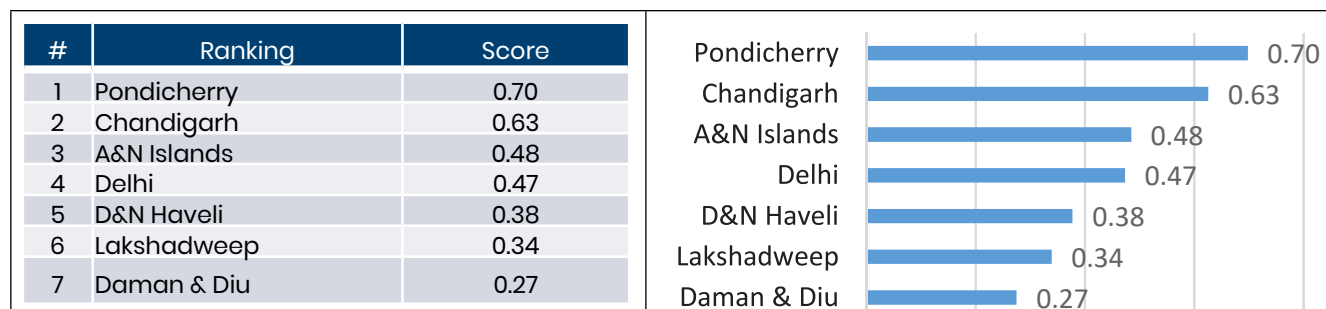 # Ranking Score
1 Pondicherry 0.70
2 Chandigarh 0.63
3 A&N Islands 0.48
4 Delhi 0.47
5 D&N Haveli 0.38
6 Lakshadweep 0.34
7 Daman & Diu 0.27
Pondicherry 0.70
Chandigarh 0.63
A&N Islands 0.48
Delhi 0.47
D&N Haveli 0.38
Lakshadweep 0.34
Daman & Diu 0.27